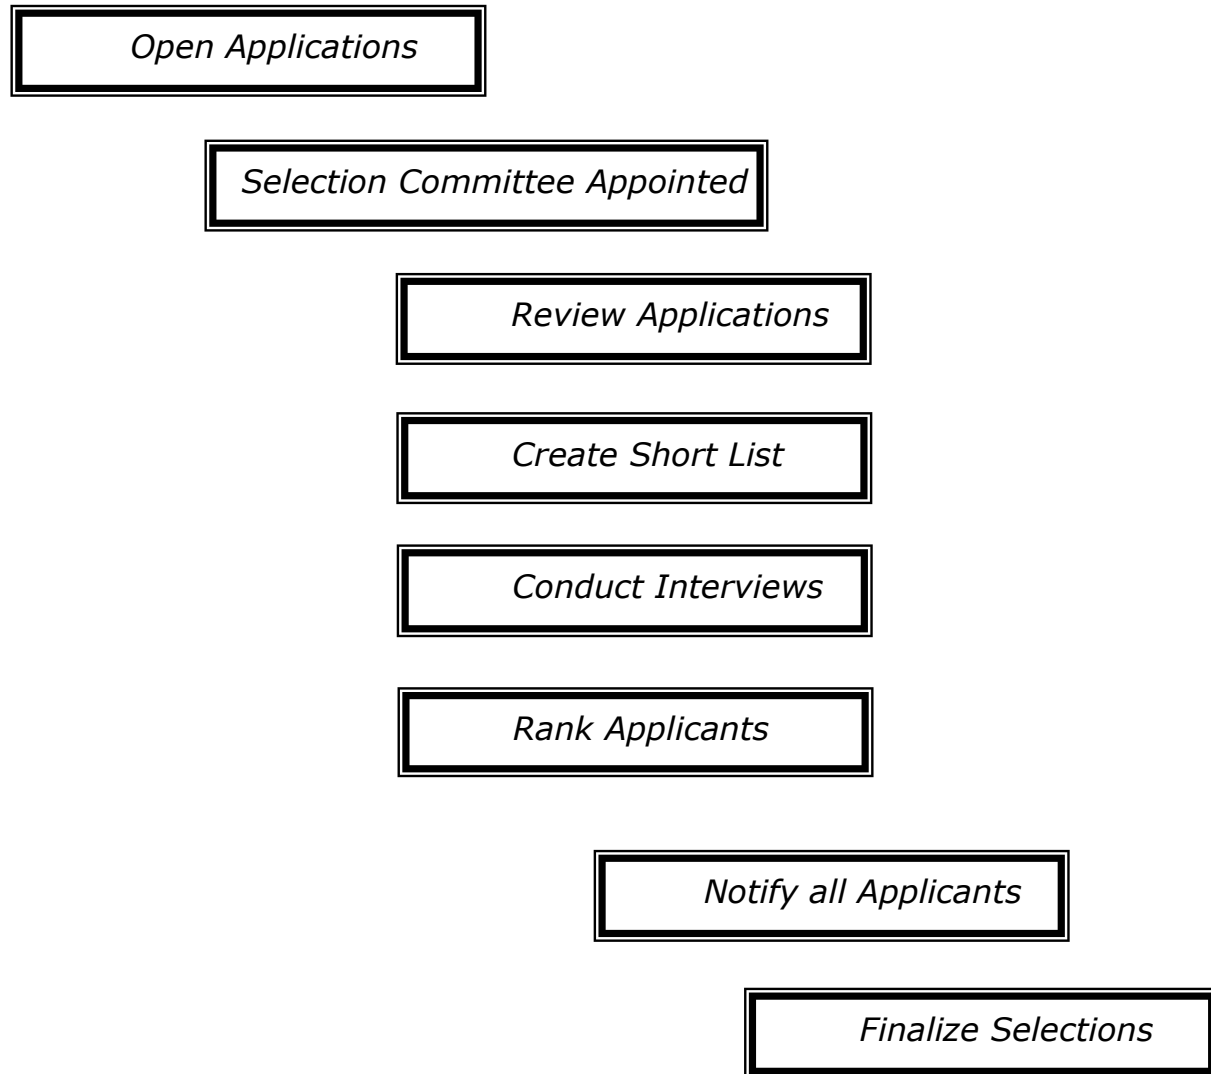 Open Applications
Selection Committee Appointed
Review Applications
Create Short List
Conduct Interviews
Rank Applicants
Notify all Applicants
Finalize Selections